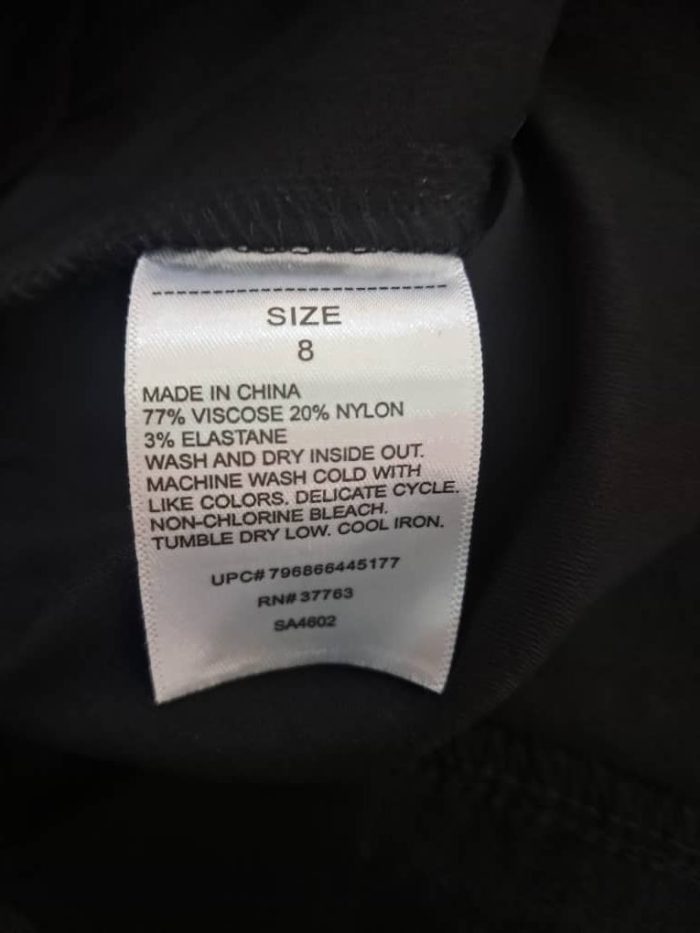 SIZE
8
MADE IN CHINA
77% VISCOSE 20% NYLON
3% ELASTANE
WASH AND DRY INSIDE OUT.
MACHINE WASH COLD WITH
LIKE COLORS. DELICATE CYCLE.
NON-CHLORINE BLEACH.
TUMBLE DRY LOW. COOL IRON.
UPC# 796866445177
RN# 37763
SA4602